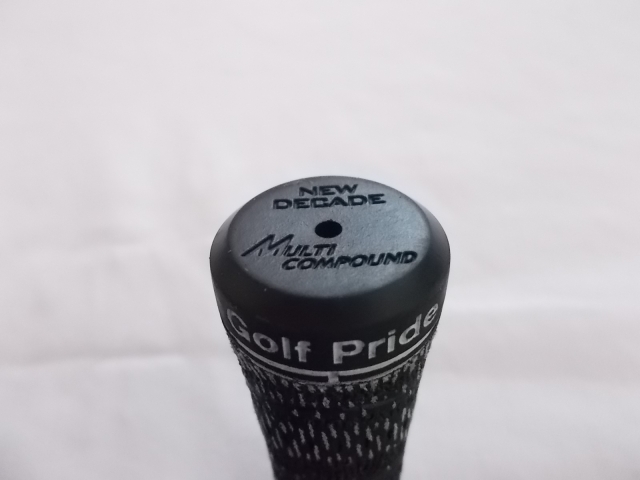 NEW
DECADE
MULTI
COMPOUND
Golf Pride